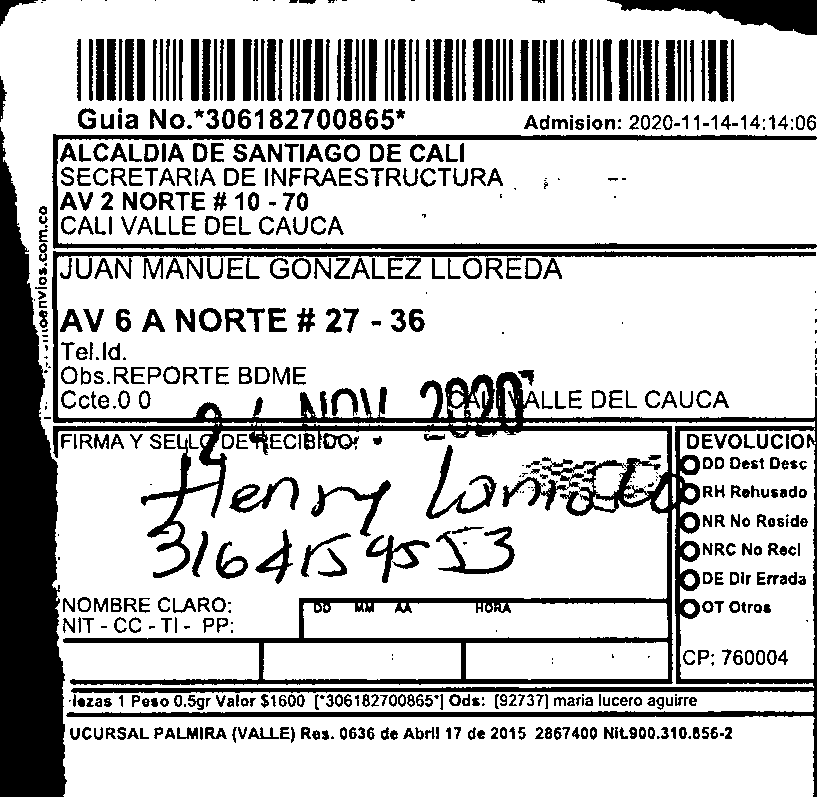 Guia No.*306182700865*
Admision: 2020-11-14-14:14:06
ALCALDIA DE SANTIAGO DE CALI
SECRETARIA DE INFRAESTRUCTURA
AV 2 NORTE # 10 - 70
CALI VALLE DEL CAUCA
JUAN MANUEL GONZALEZ LLOREDA
AV 6 A NORTE # 27 - 36
Tel.Id.
Obs.REPORTE BDME
Ccte.0 0
CALI VALLE DEL CAUCA
24 NOV. 2020
FIRMA Y SELLO DE RECIBIDO:
Henry
3164159553
NOMBRE CLARO:
NIT - CC - TI - PP:
DD MM AA HORA
DEVOLUCION
DD Dest Desc
RH Rehusado
NR No Reside
NRC No Recl
DE Dir Errada
OT Otros
CP: 760004
iezas 1 Peso 0.5gr Valor $1600 [*306182700865*] Ods: [92737] maria lucero aguirre
UCURSAL PALMIRA (VALLE) Res. 0636 de Abril 17 de 2015 2867400 Nit.900.310.856-2